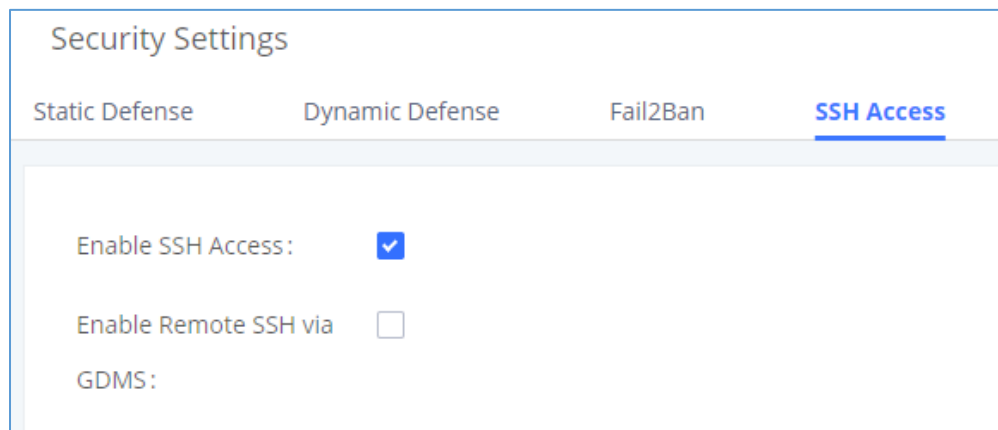 Security Settings
Static Defense Dynamic Defense Fail2Ban SSH Access
Enable SSH Access:
Enable Remote SSH via
GDMS: